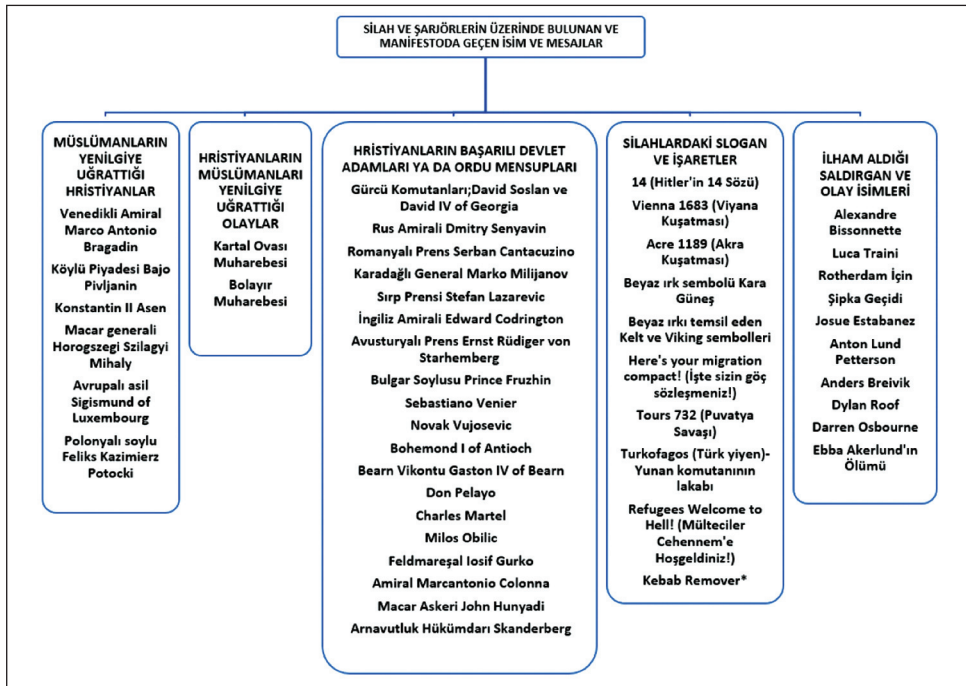 SİLAH VE ŞARJÖRLERİN ÜZERİNDE BULUNAN VE
MANİFESTODA GEÇEN İSİM VE MESAJLAR
MÜSLÜMANLARIN
YENİLGİYE
UĞRATTIĞI
HRİSTİYANLAR
Venedikli Amiral
Marco Antonio
Bragadin
Köylü Piyadesi Bajo
Pivljanin
Konstantin II Asen
Macar generali
Horogszegi Szilagyi
Mihaly
Avrupalı asil
Sigismund of
Luxembourg
Polonyalı soylu
Feliks Kazimierz
Potocki
HRİSTİYANLARIN
MÜSLÜMANLARI
YENİLGİYE
UĞRATTIĞI
OLAYLAR
Kartal Ovası
Muharebesi
Bolayır
Muharebesi
HRİSTİYANLARIN BAŞARILI DEVLET
ADAMLARI YA DA ORDU MENSUPLARI
Gürcü Komutanları;David Soslan ve
David IV of Georgia
Rus Amirali Dmitry Senyavin
Romanyalı Prens Serban Cantacuzino
Karadağlı General Marko Milijanov
Sırp Prensi Stefan Lazarevic
İngiliz Amirali Edward Codrington
Avusturyalı Prens Ernst Rüdiger von
Starhemberg
Bulgar Soylusu Prince Fruzhin
Sebastiano Venier
Novak Vujosevic
Bohemond I of Antioch
Bearn Vikontu Gaston IV of Bearn
Don Pelayo
Charles Martel
Milos Obilic
Feldmareşal Iosif Gurko
Amiral Marcantonio Colonna
Macar Askeri John Hunyadi
Arnavutluk Hükümdarı Skanderberg
SİLAHLARDAKİ SLOGAN
VE İŞARETLER
14 (Hitler'in 14 Sözü)
Vienna 1683 (Viyana
Kuşatması)
Acre 1189 (Akra
Kuşatması)
Beyaz ırk sembolü Kara
Güneş
Beyaz ırkı temsil eden
Kelt ve Viking sembolleri
Here's your migration
compact! (İşte sizin göç
sözleşmeniz!)
Tours 732 (Puvatya
Savaşı)
Turkofagos (Türk yiyen)-
Yunan komutanının
lakabı
Refugees Welcome to
Hell! (Mülteciler
Cehennem'e
Hoşgeldiniz!)
Kebab Remover*
İLHAM ALDIĞI
SALDIRGAN VE
OLAY İSİMLERİ
Alexandre
Bissonnette
Luca Traini
Rotherdam İçin
Şipka Geçidi
Josue Estabanez
Anton Lund
Petterson
Anders Breivik
Dylan Roof
Darren Osbourne
Ebba Akerlund'ın
Ölümü